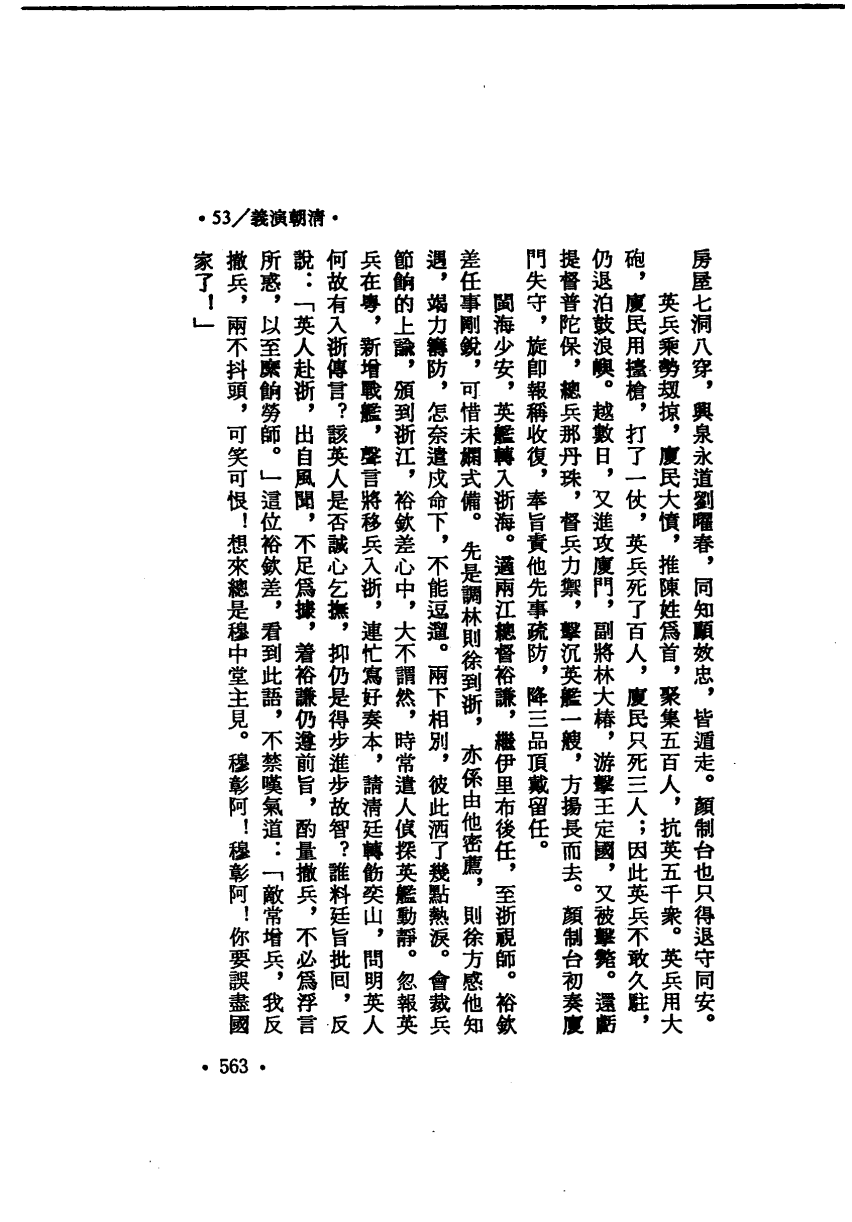 ·53/義演朝清·
房屋七洞八穿，興泉永道劉曜春，同知顧效忠，皆遁走。顏制台也只得退守同安。
英兵乘勢刼掠，廈民大憤，推陳姓爲首，聚集五百人，抗英五千衆。英兵用大
砲，廈民用擡槍，打了一仗，英兵死了百人，廈民只死三人；因此英兵不敢久駐，
仍退泊鼓浪嶼。越數日，又進攻廈門，副將林大椿，游擊王定國，又被擊斃。還虧
提督普陀保，總兵那丹珠，督兵力禦，擊沉英艦一艘，方揚長而去。顏制台初奏廈
門失守，旋卽報稱收復，奉旨責他先事疏防，降三品頂戴留任。
閩海少安，英艦轉入浙海。適兩江總督裕謙，繼伊里布後任，至浙視師。裕欽
差任事剛銳，可惜未嫻式備。先是調林則徐到浙，亦係由他密薦，則徐方感他知
遇，竭力籌防，怎奈遣戍命下，不能逗遛。兩下相別，彼此洒了幾點熱淚。會裁兵
節餉的上諭，頒到浙江，裕欽差心中，大不謂然，時常遣人偵探英艦動靜。忽報英
兵在粤，新增戰艦，聲言將移兵入浙，連忙寫好奏本，請淸廷轉飭奕山，問明英人
何故有入浙傳言？該英人是否誠心乞撫，抑仍是得步進步故智？誰料廷旨批回，反
說：「英人赴浙，出自風聞，不足爲據，着裕謙仍遵前旨，酌量撤兵，不必爲浮言
所惑，以至糜餉勞師。」這位裕欽差，看到此語，不禁嘆氣道：「敵常增兵，我反
撤兵，兩不抖頭，可笑可恨！想來總是穆中堂主見。穆彰阿！穆彰阿！你要誤盡國
家了！」
·563·